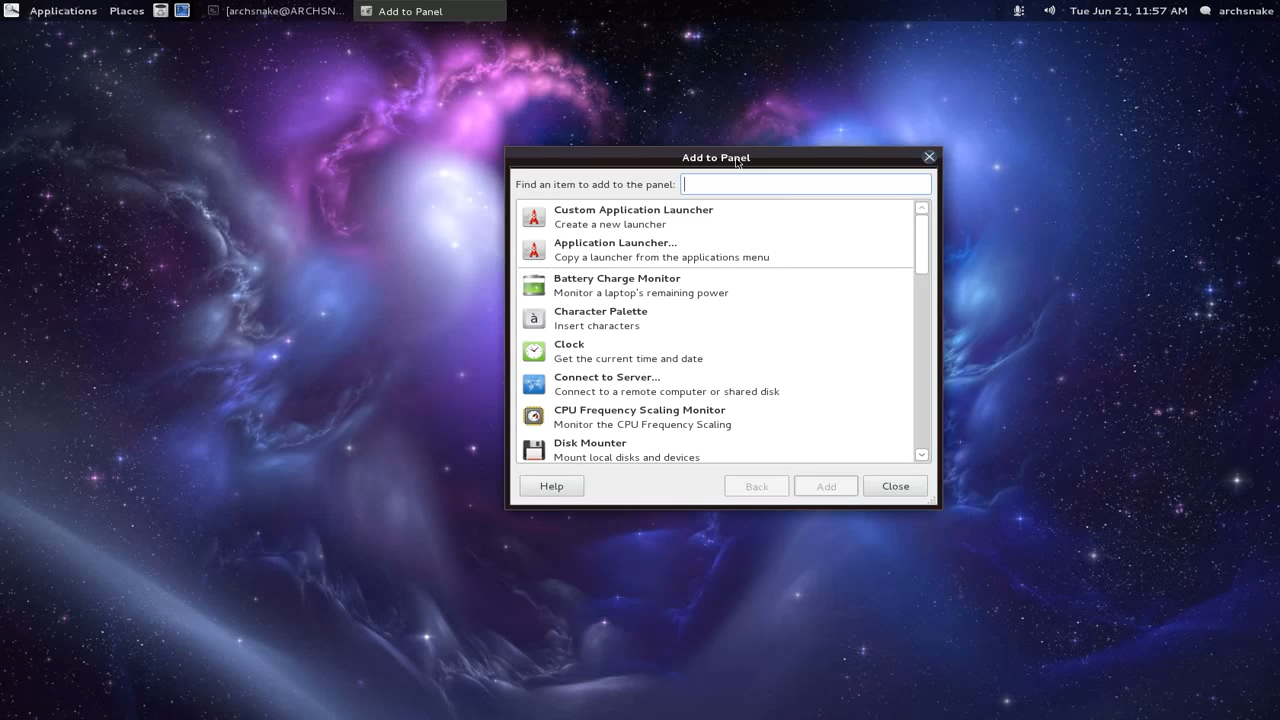 Applications Places [archsnake@ARCHSN... Add to Panel Tue Jun 21, 11:57 AM archsnake
Add to Panel
Find an item to add to the panel:
Custom Application Launcher
Create a new launcher
Application Launcher...
Copy a launcher from the applications menu
Battery Charge Monitor
Monitor a laptop's remaining power
à
Character Palette
Insert characters
Clock
Get the current time and date
Connect to Server...
Connect to a remote computer or shared disk
CPU Frequency Scaling Monitor
Monitor the CPU Frequency Scaling
Disk Mounter
Mount local disks and devices
Help Back Add Close